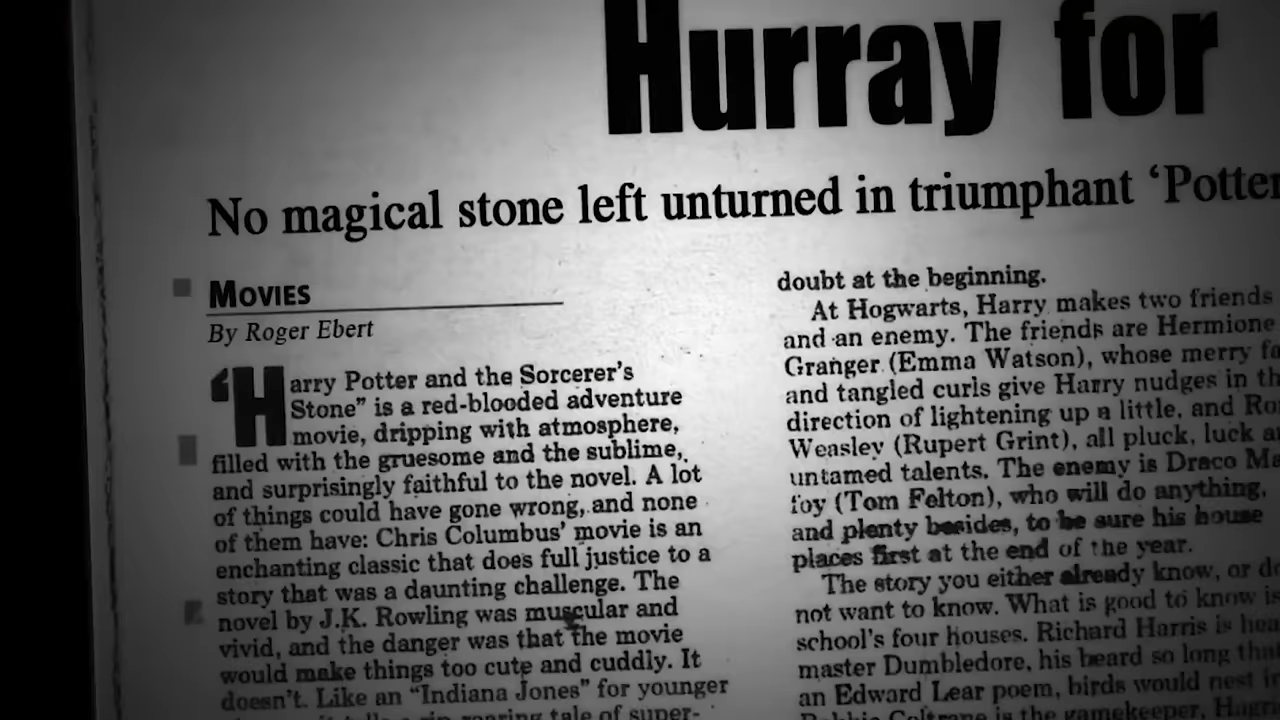 Hurray for
No magical stone left unturned in triumphant ‘Potter
MOVIES
By Roger Ebert
‘Harry Potter and the Sorcerer’s
Stone” is a red-blooded adventure
movie, dripping with atmosphere,
filled with the gruesome and the sublime,
and surprisingly faithful to the novel. A lot
of things could have gone wrong, and none
of them have: Chris Columbus’ movie is an
enchanting classic that does full justice to a
story that was a daunting challenge. The
novel by J.K. Rowling was muscular and
vivid, and the danger was that the movie
would make things too cute and cuddly. It
doesn’t. Like an “Indiana Jones” for younger
tale of super-
doubt at the beginning.
At Hogwarts, Harry makes two friends
and an enemy. The friends are Hermione
Granger (Emma Watson), whose merry
and tangled curls give Harry nudges in
direction of lightening up a little, and
Weasley (Rupert Grint), all pluck, luck
untamed talents. The enemy is Draco
foy (Tom Felton), who will do anything,
and plenty besides, to be sure his house
places first at the end of the year.
The story you either already know, or
not want to know. What is good to know is
school’s four houses. Richard Harris is
master Dumbledore, his beard so long
an Edward Lear poem, birds would nest
Coltrane is the gamekeeper,